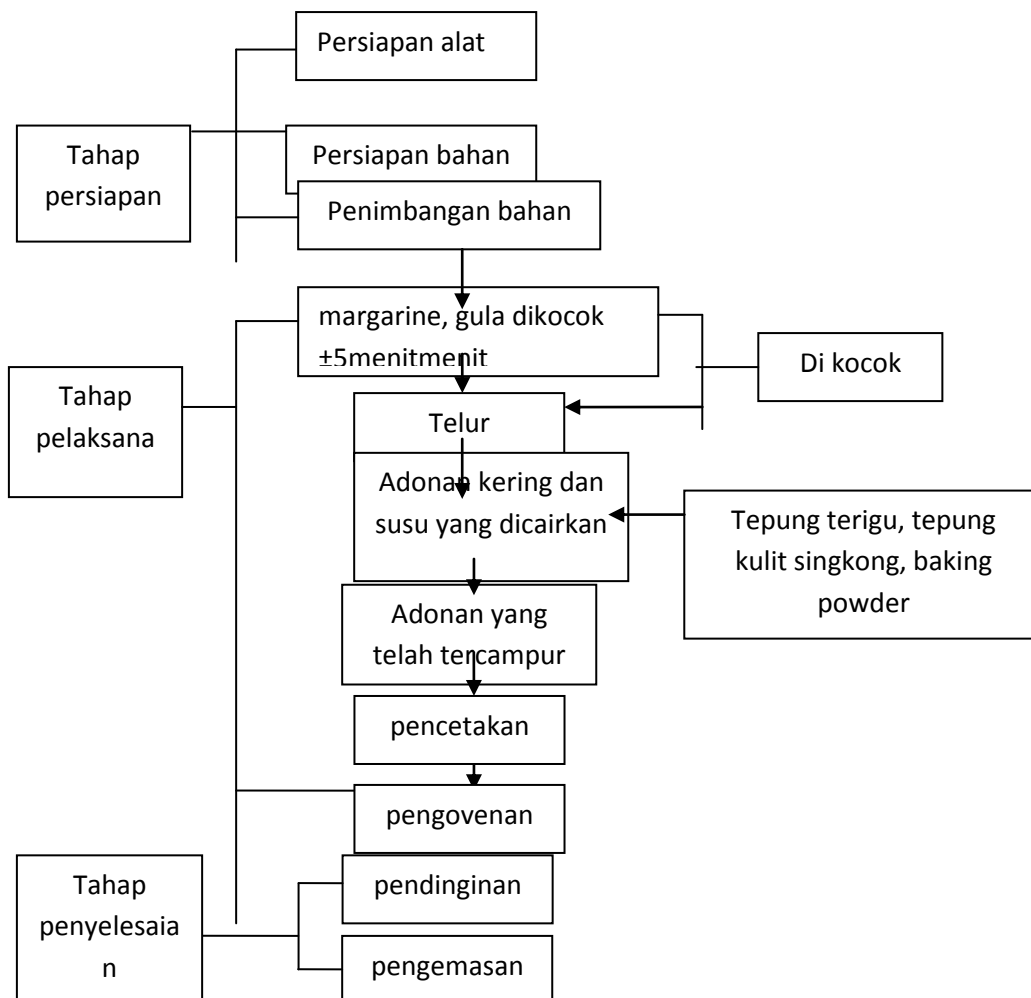 Persiapan alat
Tahap
persiapan
Persiapan bahan
Penimbangan bahan
margarine, gula dikocok
±5menitmenit
Di kocok
Tahap
pelaksana
Telur
Adonan kering dan
susu yang dicairkan
Tepung terigu, tepung
kulit singkong, baking
powder
Adonan yang
telah tercampur
pencetakan
pengovenan
Tahap
penyelesaia
n
pendinginan
pengemasan